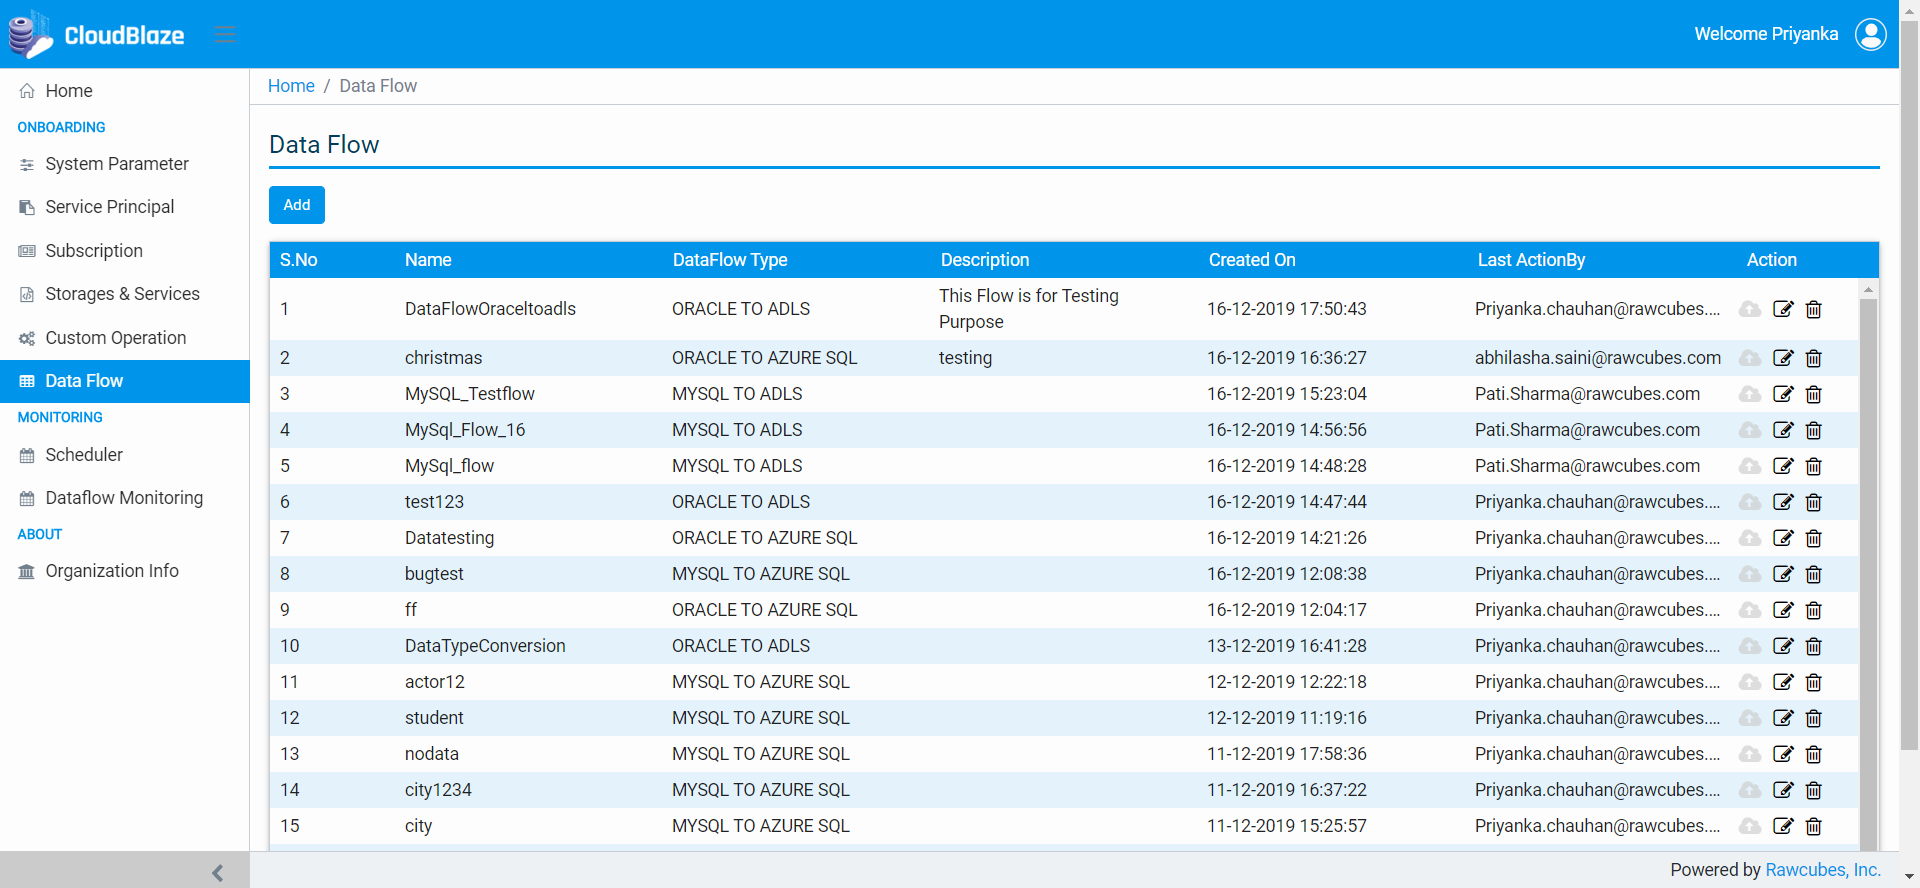 CloudBlaze
Welcome Priyanka
Home
ONBOARDING
System Parameter
Service Principal
Subscription
Storages & Services
Custom Operation
Data Flow
MONITORING
Scheduler
Dataflow Monitoring
ABOUT
Organization Info
Home / Data Flow
Data Flow
Add
S.No Name DataFlow Type Description Created On Last ActionBy Action
1 DataFlowOraceltoadls ORACLE TO ADLS This Flow is for Testing Purpose 16-12-2019 17:50:43 Priyanka.chauhan@rawcubes....
2 christmas ORACLE TO AZURE SQL testing 16-12-2019 16:36:27 abhilasha.saini@rawcubes.com
3 MySQL_Testflow MYSQL TO ADLS 16-12-2019 15:23:04 Pati.Sharma@rawcubes.com
4 MySql_Flow_16 MYSQL TO ADLS 16-12-2019 14:56:56 Pati.Sharma@rawcubes.com
5 MySql_flow MYSQL TO ADLS 16-12-2019 14:48:28 Pati.Sharma@rawcubes.com
6 test123 ORACLE TO ADLS 16-12-2019 14:47:44 Priyanka.chauhan@rawcubes....
7 Datatesting ORACLE TO AZURE SQL 16-12-2019 14:21:26 Priyanka.chauhan@rawcubes....
8 bugtest MYSQL TO AZURE SQL 16-12-2019 12:08:38 Priyanka.chauhan@rawcubes....
9 ff ORACLE TO AZURE SQL 16-12-2019 12:04:17 Priyanka.chauhan@rawcubes....
10 DataTypeConversion ORACLE TO ADLS 13-12-2019 16:41:28 Priyanka.chauhan@rawcubes....
11 actor12 MYSQL TO AZURE SQL 12-12-2019 12:22:18 Priyanka.chauhan@rawcubes....
12 student MYSQL TO AZURE SQL 12-12-2019 11:19:16 Priyanka.chauhan@rawcubes....
13 nodata MYSQL TO AZURE SQL 11-12-2019 17:58:36 Priyanka.chauhan@rawcubes....
14 city1234 MYSQL TO AZURE SQL 11-12-2019 16:37:22 Priyanka.chauhan@rawcubes....
15 city MYSQL TO AZURE SQL 11-12-2019 15:25:57 Priyanka.chauhan@rawcubes....
Powered by Rawcubes, Inc.